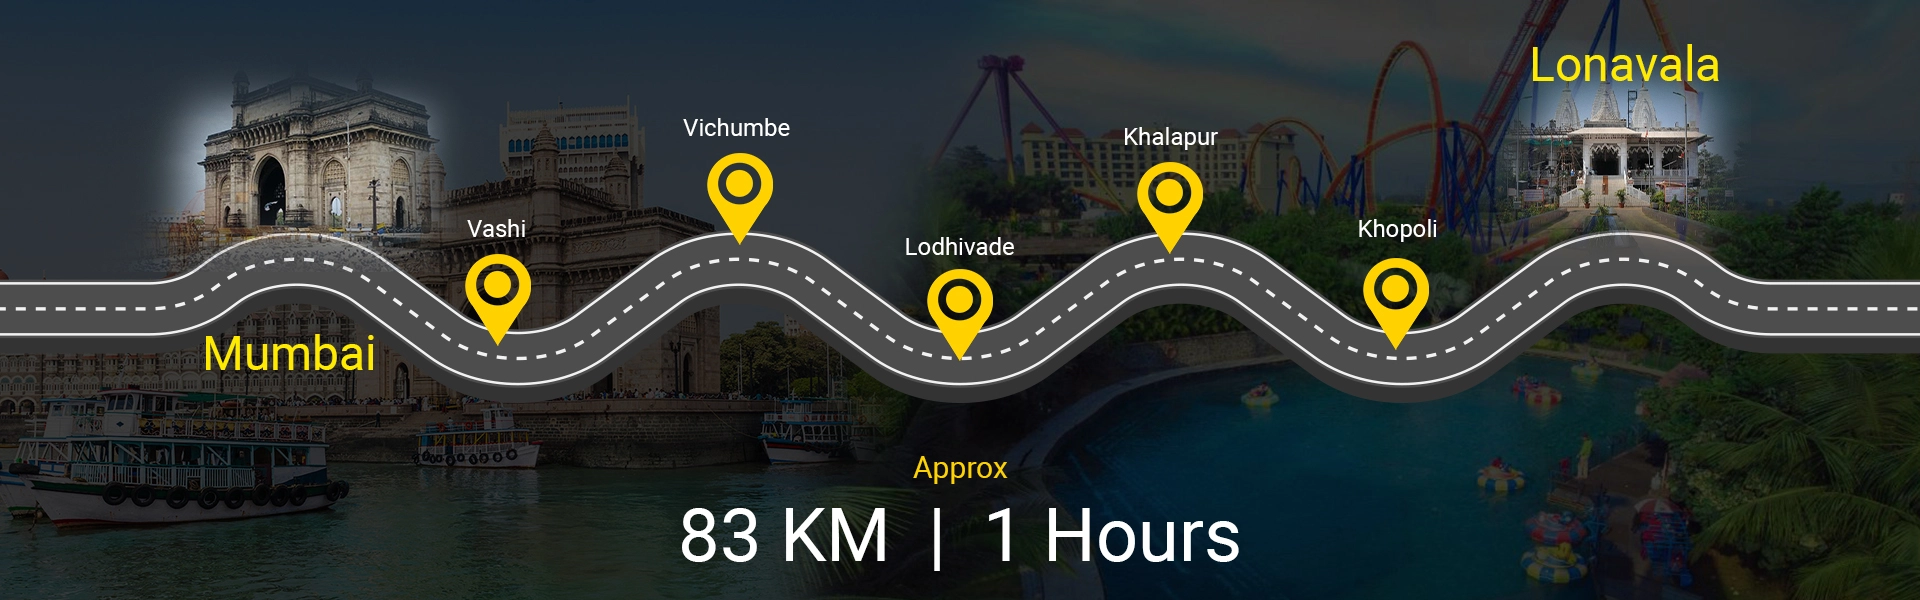 Lonavala
Vichumbe
Khalapur
Vashi
Khopoli
Lodhivade
Mumbai
Approx
83 KM | 1 Hours